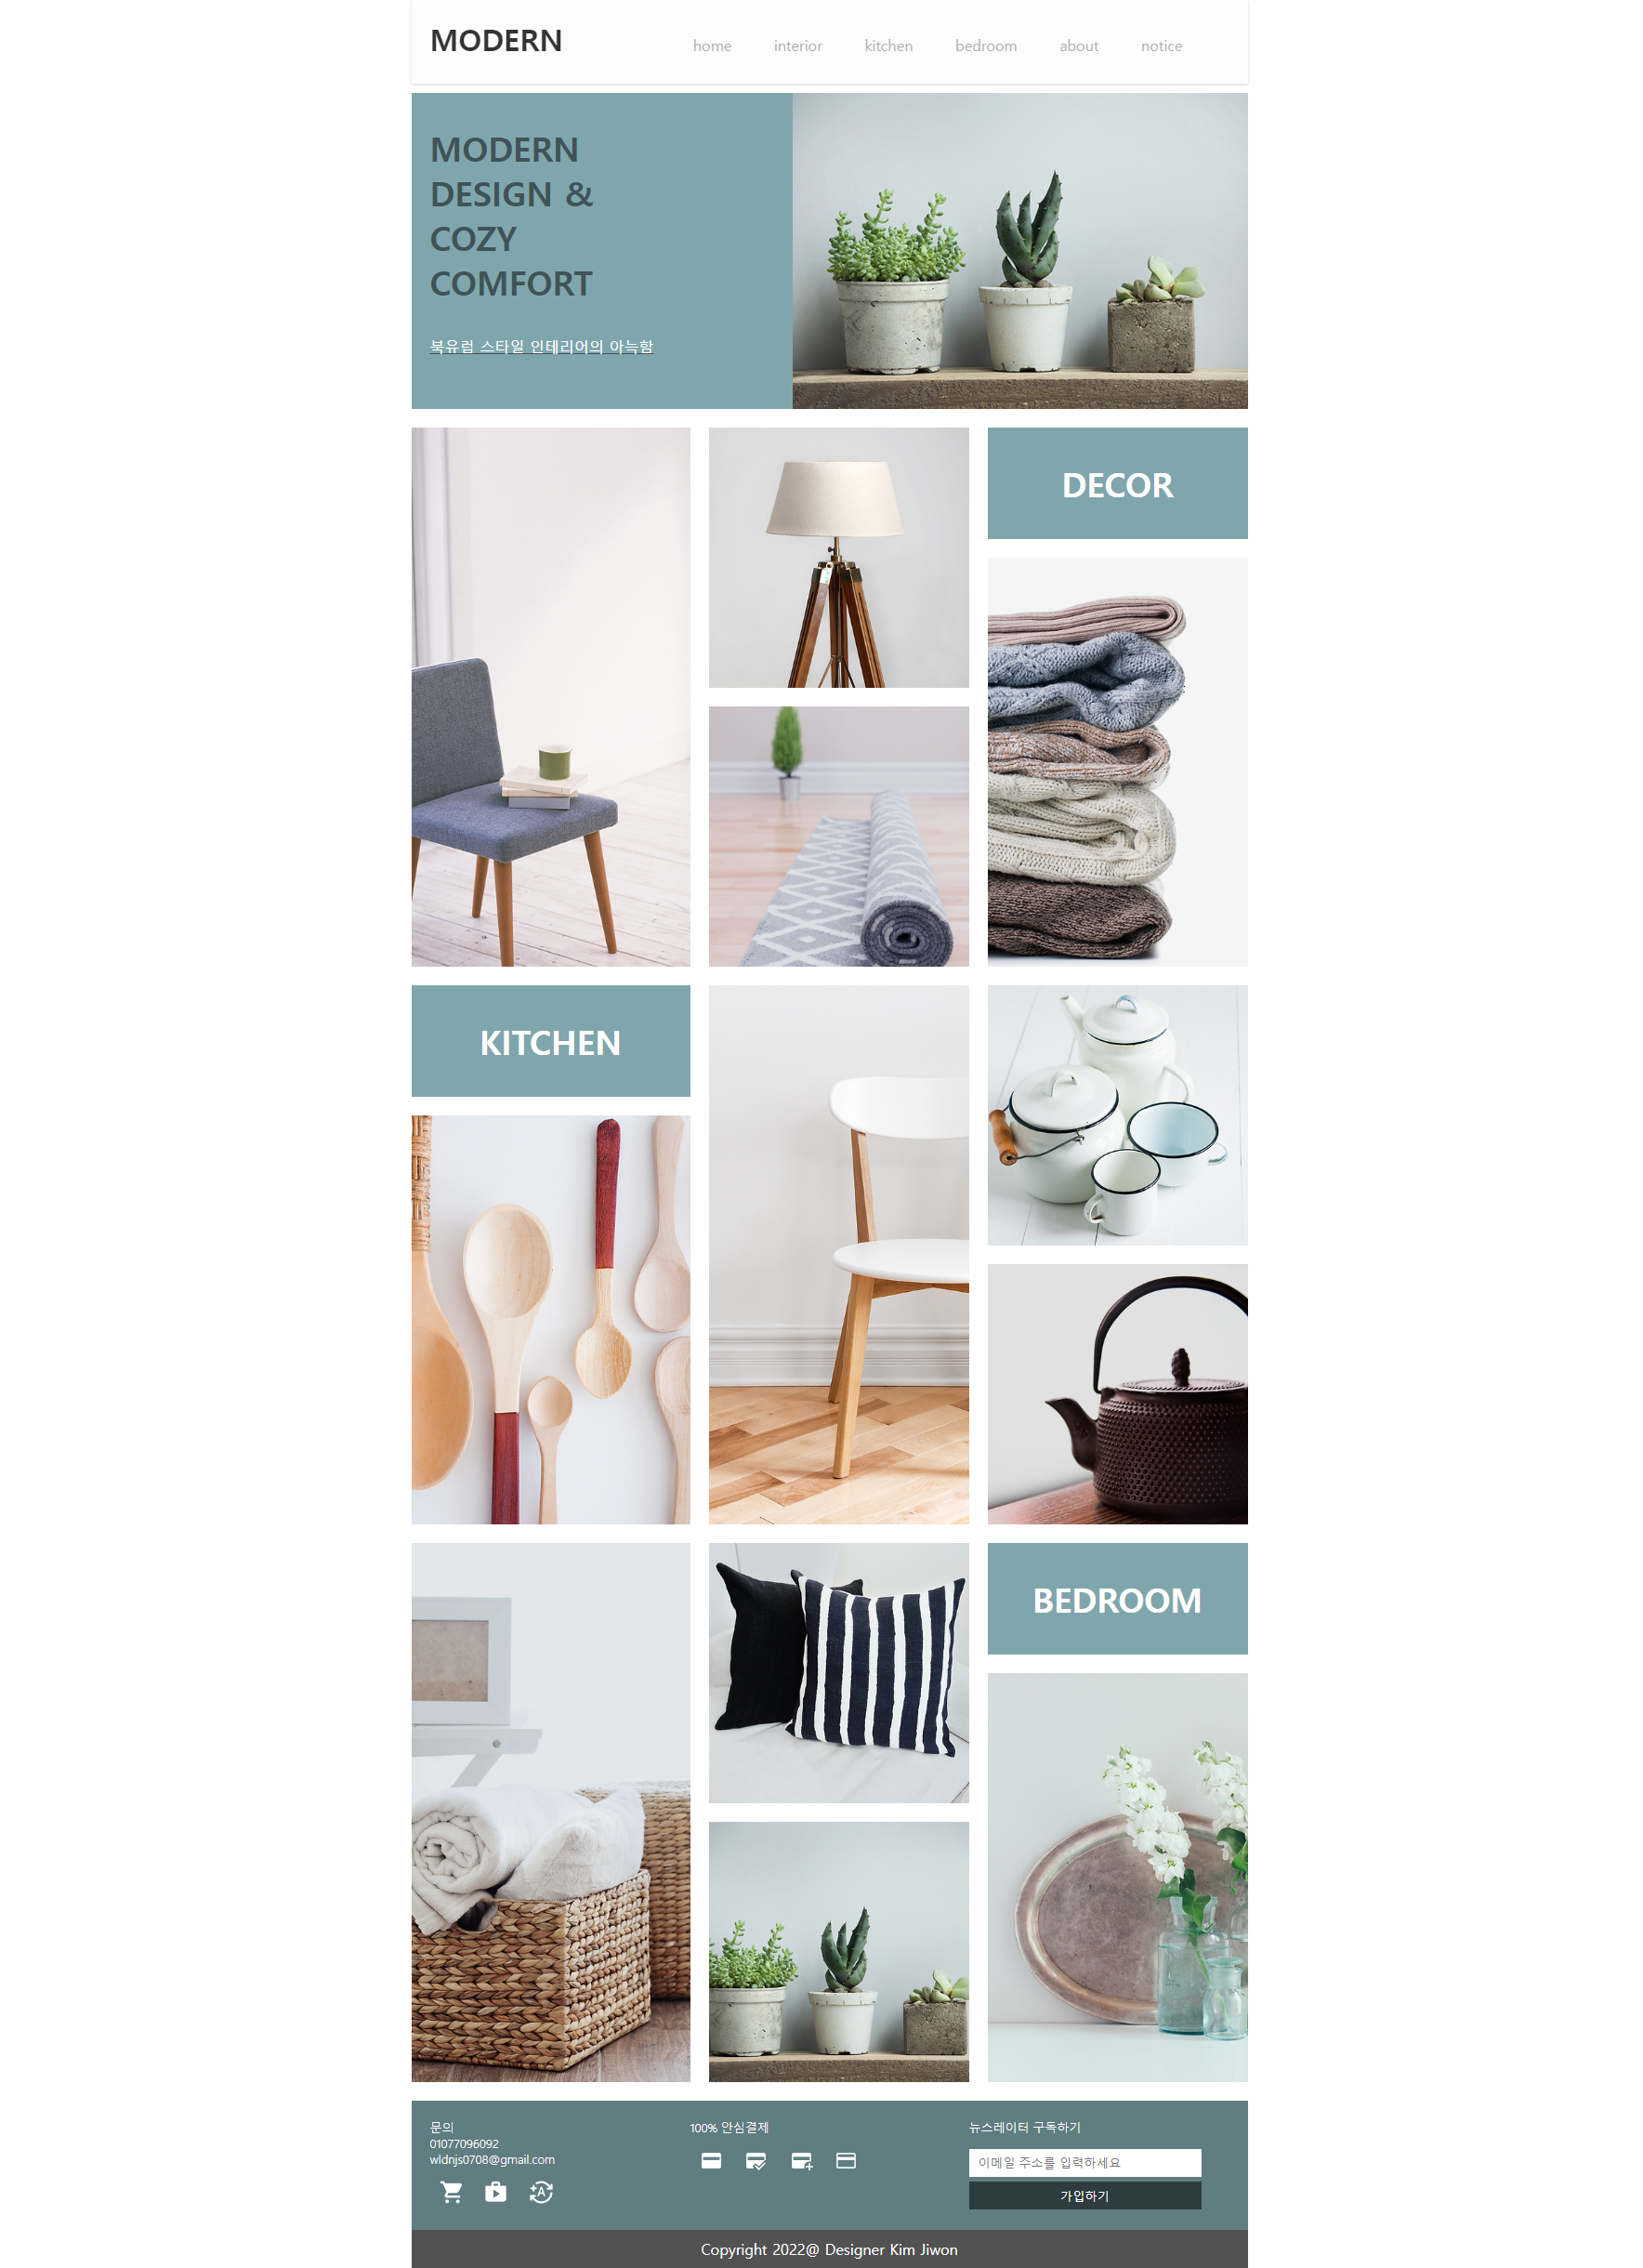 MODERN
home interior kitchen bedroom about notice
MODERN
DESIGN &
COZY
COMFORT
북유럽 스타일 인테리어의 아늑함
DECOR
KITCHEN
BEDROOM
문의
01077096092
wldnjs0708@gmail.com
100% 안심결제
뉴스레이터 구독하기
이메일 주소를 입력하세요
가입하기
Copyright 2022@ Designer Kim Jiwon